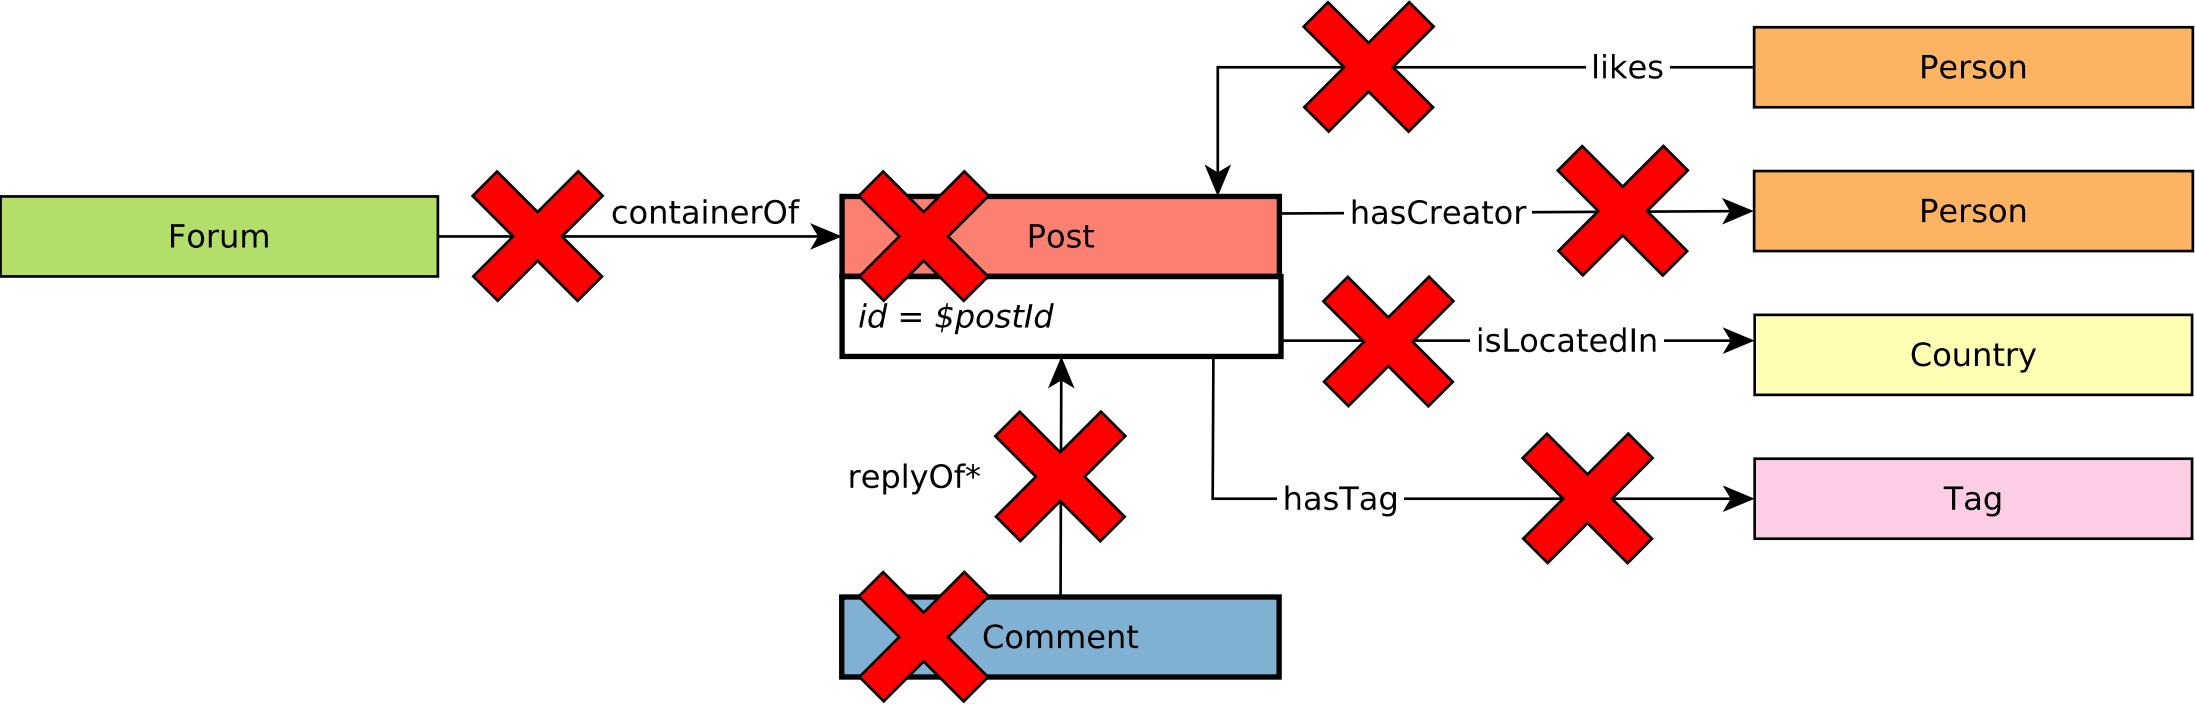 likes
Person
hasCreator
Person
containerOf
Forum
Post
id = $postId
isLocatedIn
Country
replyOf*
hasTag
Tag
Comment